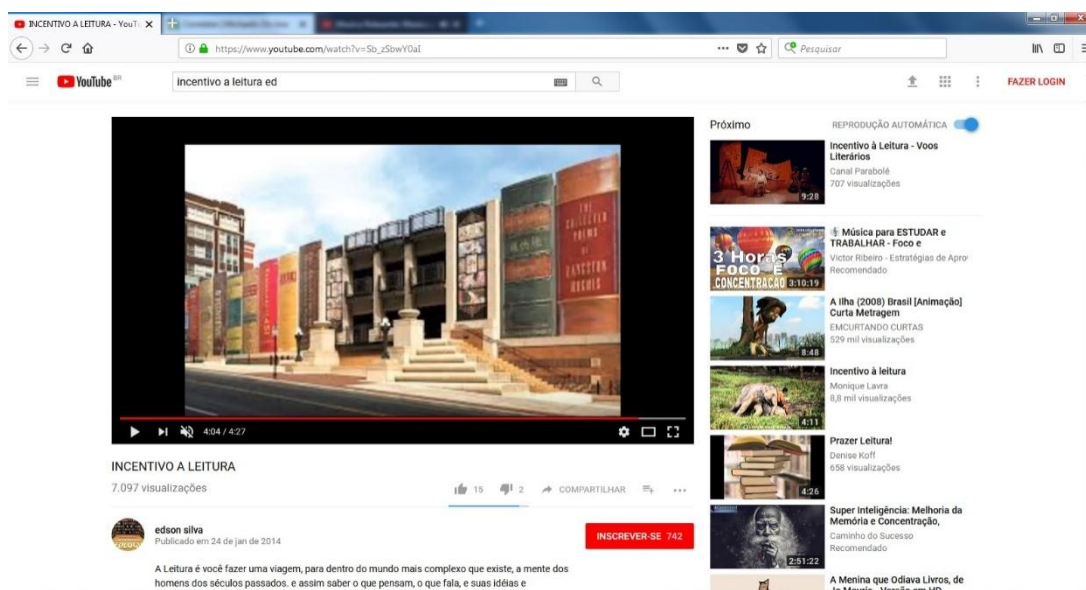 INCENTIVO A LEITURA - YouTu
https://www.youtube.com/watch?v=Sb_zSbwY0aI
Pesquisar
YouTube BR
incentivo a leitura ed
FAZER LOGIN
THE
COLLECTED
POEMS
OF
LANGSTON
HUGHES
4:04 / 4:27
INCENTIVO A LEITURA
7.097 visualizações
15
2
COMPARTILHAR
edson silva
Publicado em 24 de jan de 2014
INSCREVER-SE 742
A Leitura é você fazer uma viagem, para dentro do mundo mais complexo que existe, a mente dos
homens dos séculos passados. e assim saber o que pensam, o que fala, e suas idéias e
Próximo
REPRODUÇÃO AUTOMÁTICA
9:28
Incentivo à Leitura - Voos
Literários
Canal Parabolé
707 visualizações
3 Horas
FOCO E
CONCENTRAÇÃO
3:10:19
Música para ESTUDAR e
TRABALHAR - Foco e
Victor Ribeiro - Estratégias de Apro
Recomendado
8:48
A Ilha (2008) Brasil [Animação]
Curta Metragem
EMCURTANDO CURTAS
529 mil visualizações
4:11
Incentivo à leitura
Monique Lavra
8,8 mil visualizações
4:26
Prazer Leitura!
Denise Koff
658 visualizações
2:51:22
Super Inteligência: Melhoria da
Memória e Concentração,
Caminho do Sucesso
Recomendado
A Menina que Odiava Livros, de